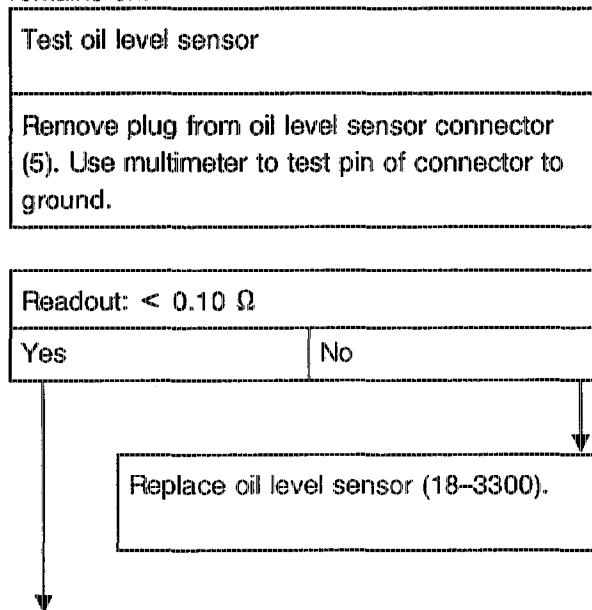 Test oil level sensor
Remove plug from oil level sensor connector
(5). Use multimeter to test pin of connector to
ground.
Readout: < 0.10 Ω
Yes
No
Replace oil level sensor (18–3300).